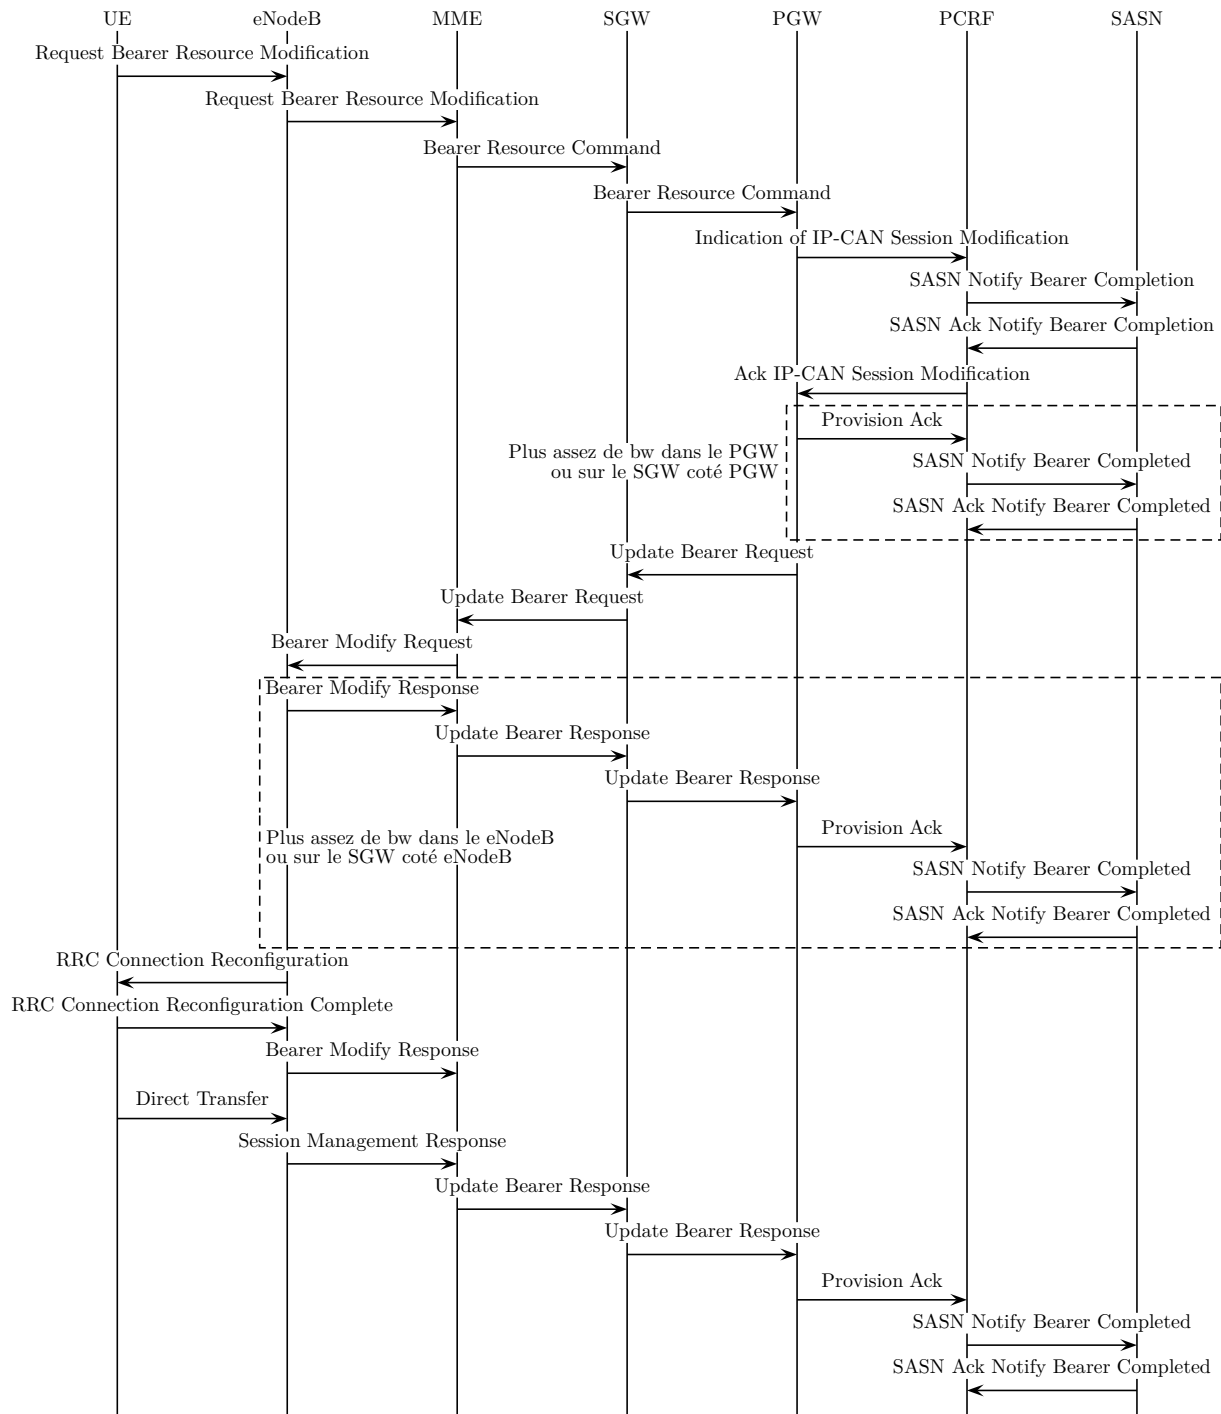 UE eNodeB MME SGW PGW PCRF SASN
Request Bearer Resource Modification
Request Bearer Resource Modification
Bearer Resource Command
Bearer Resource Command
Indication of IP-CAN Session Modification
SASN Notify Bearer Completion
SASN Ack Notify Bearer Completion
Ack IP-CAN Session Modification
Provision Ack
Plus assez de bw dans le PGW
ou sur le SGW coté PGW
SASN Notify Bearer Completed
SASN Ack Notify Bearer Completed
Update Bearer Request
Update Bearer Request
Bearer Modify Request
Bearer Modify Response
Update Bearer Response
Update Bearer Response
Provision Ack
Plus assez de bw dans le eNodeB
ou sur le SGW coté eNodeB
SASN Notify Bearer Completed
SASN Ack Notify Bearer Completed
RRC Connection Reconfiguration
RRC Connection Reconfiguration Complete
Bearer Modify Response
Direct Transfer
Session Management Response
Update Bearer Response
Update Bearer Response
Provision Ack
SASN Notify Bearer Completed
SASN Ack Notify Bearer Completed